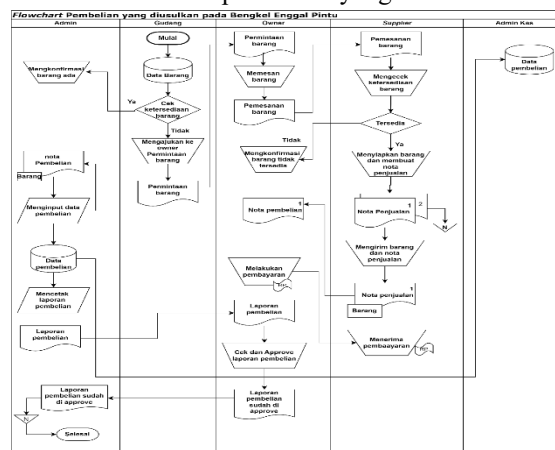 Flowchart Pembelian yang diusulkan pada Bengkel Enggal Pintu
Admin
Gudang
Owner
Supplier
Admin Kas
Mulai
Data Barang
Cek
ketersediaan
barang
Ya
Tidak
Mengkonfirmasi
barang ada
Mengajukan ke
owner
Permintaan
barang
Permintaan
barang
Permintaan
barang
Memesan
barang
Pemesanan
barang
Pemesanan
barang
Mengecek
ketersediaan
barang
Tersedia
Tidak
Ya
Mengkonfirmasi
barang tidak
tersedia
Menyiapkan barang
dan membuat
nota
penjualan
Nota Penjualan
1
2
N
Mengirim barang
dan nota
penjualan
Nota penjualan
1
Barang
Nota pembelian
1
Melakukan
pembayaran
Menerima
pembaayaran
nota
Pembelian
Barang
Menginput data
pembelian
Data
pembelian
Data
pembelian
Mencetak
laporan
pembelian
Laporan
pembelian
Laporan
pembelian
Cek dan Approve
laporan pembelian
Laporan
pembelian
sudah di
approve
Laporan
pembelian sudah
di approve
N
Selesai